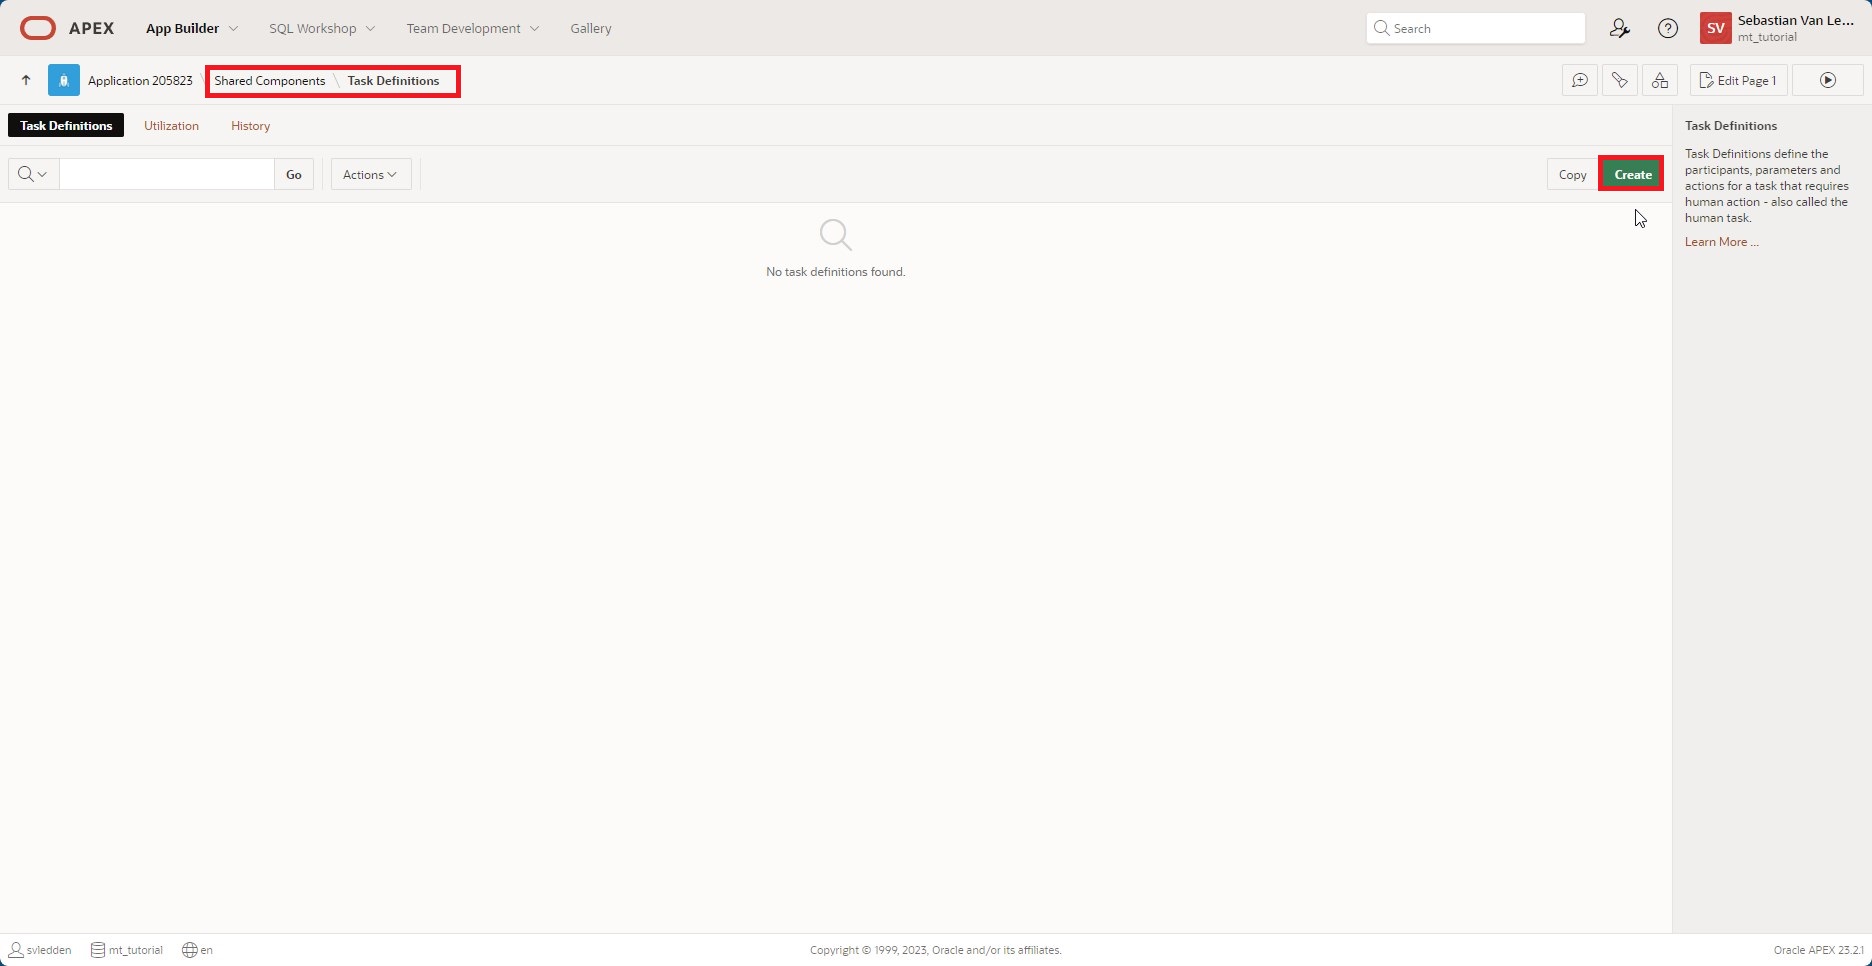 APEX App Builder SQL Workshop Team Development Gallery Search SV Sebastian Van Le...
mt_tutorial
Application 205823 \ Shared Components \ Task Definitions Edit Page 1
Task Definitions Utilization History
Go Actions Copy Create
No task definitions found.
Task Definitions
Task Definitions define the
participants, parameters and
actions for a task that requires
human action - also called the
human task.
Learn More ...
svledden mt_tutorial en Copyright © 1999, 2023, Oracle and/or its affiliates. Oracle APEX 23.2.1